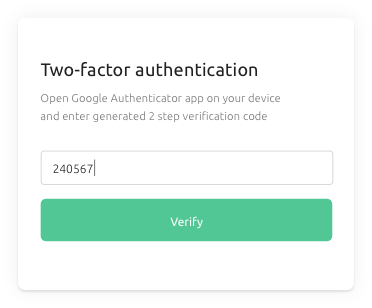 Two-factor authentication
Open Google Authenticator app on your device
and enter generated 2 step verification code
240567
Verify